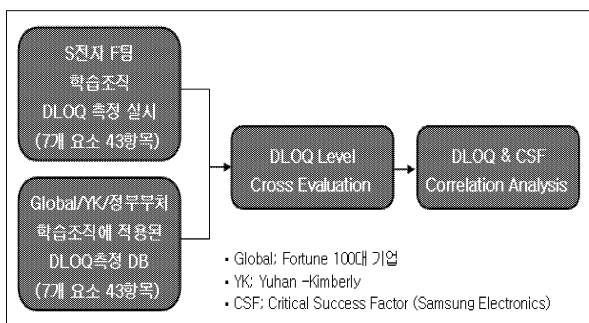 S전자 F팀
학습조직
DLOQ 측정 실시
(7개 요소 43항목)
Global/YK/정부부처
학습조직에 적용된
DLOQ측정 DB
(7개 요소 43항목)
DLOQ Level
Cross Evaluation
DLOQ & CSF
Correlation Analysis
• Global; Fortune 100대 기업
• YK; Yuhan -Kimberly
• CSF; Critical Success Factor (Samsung Electronics)